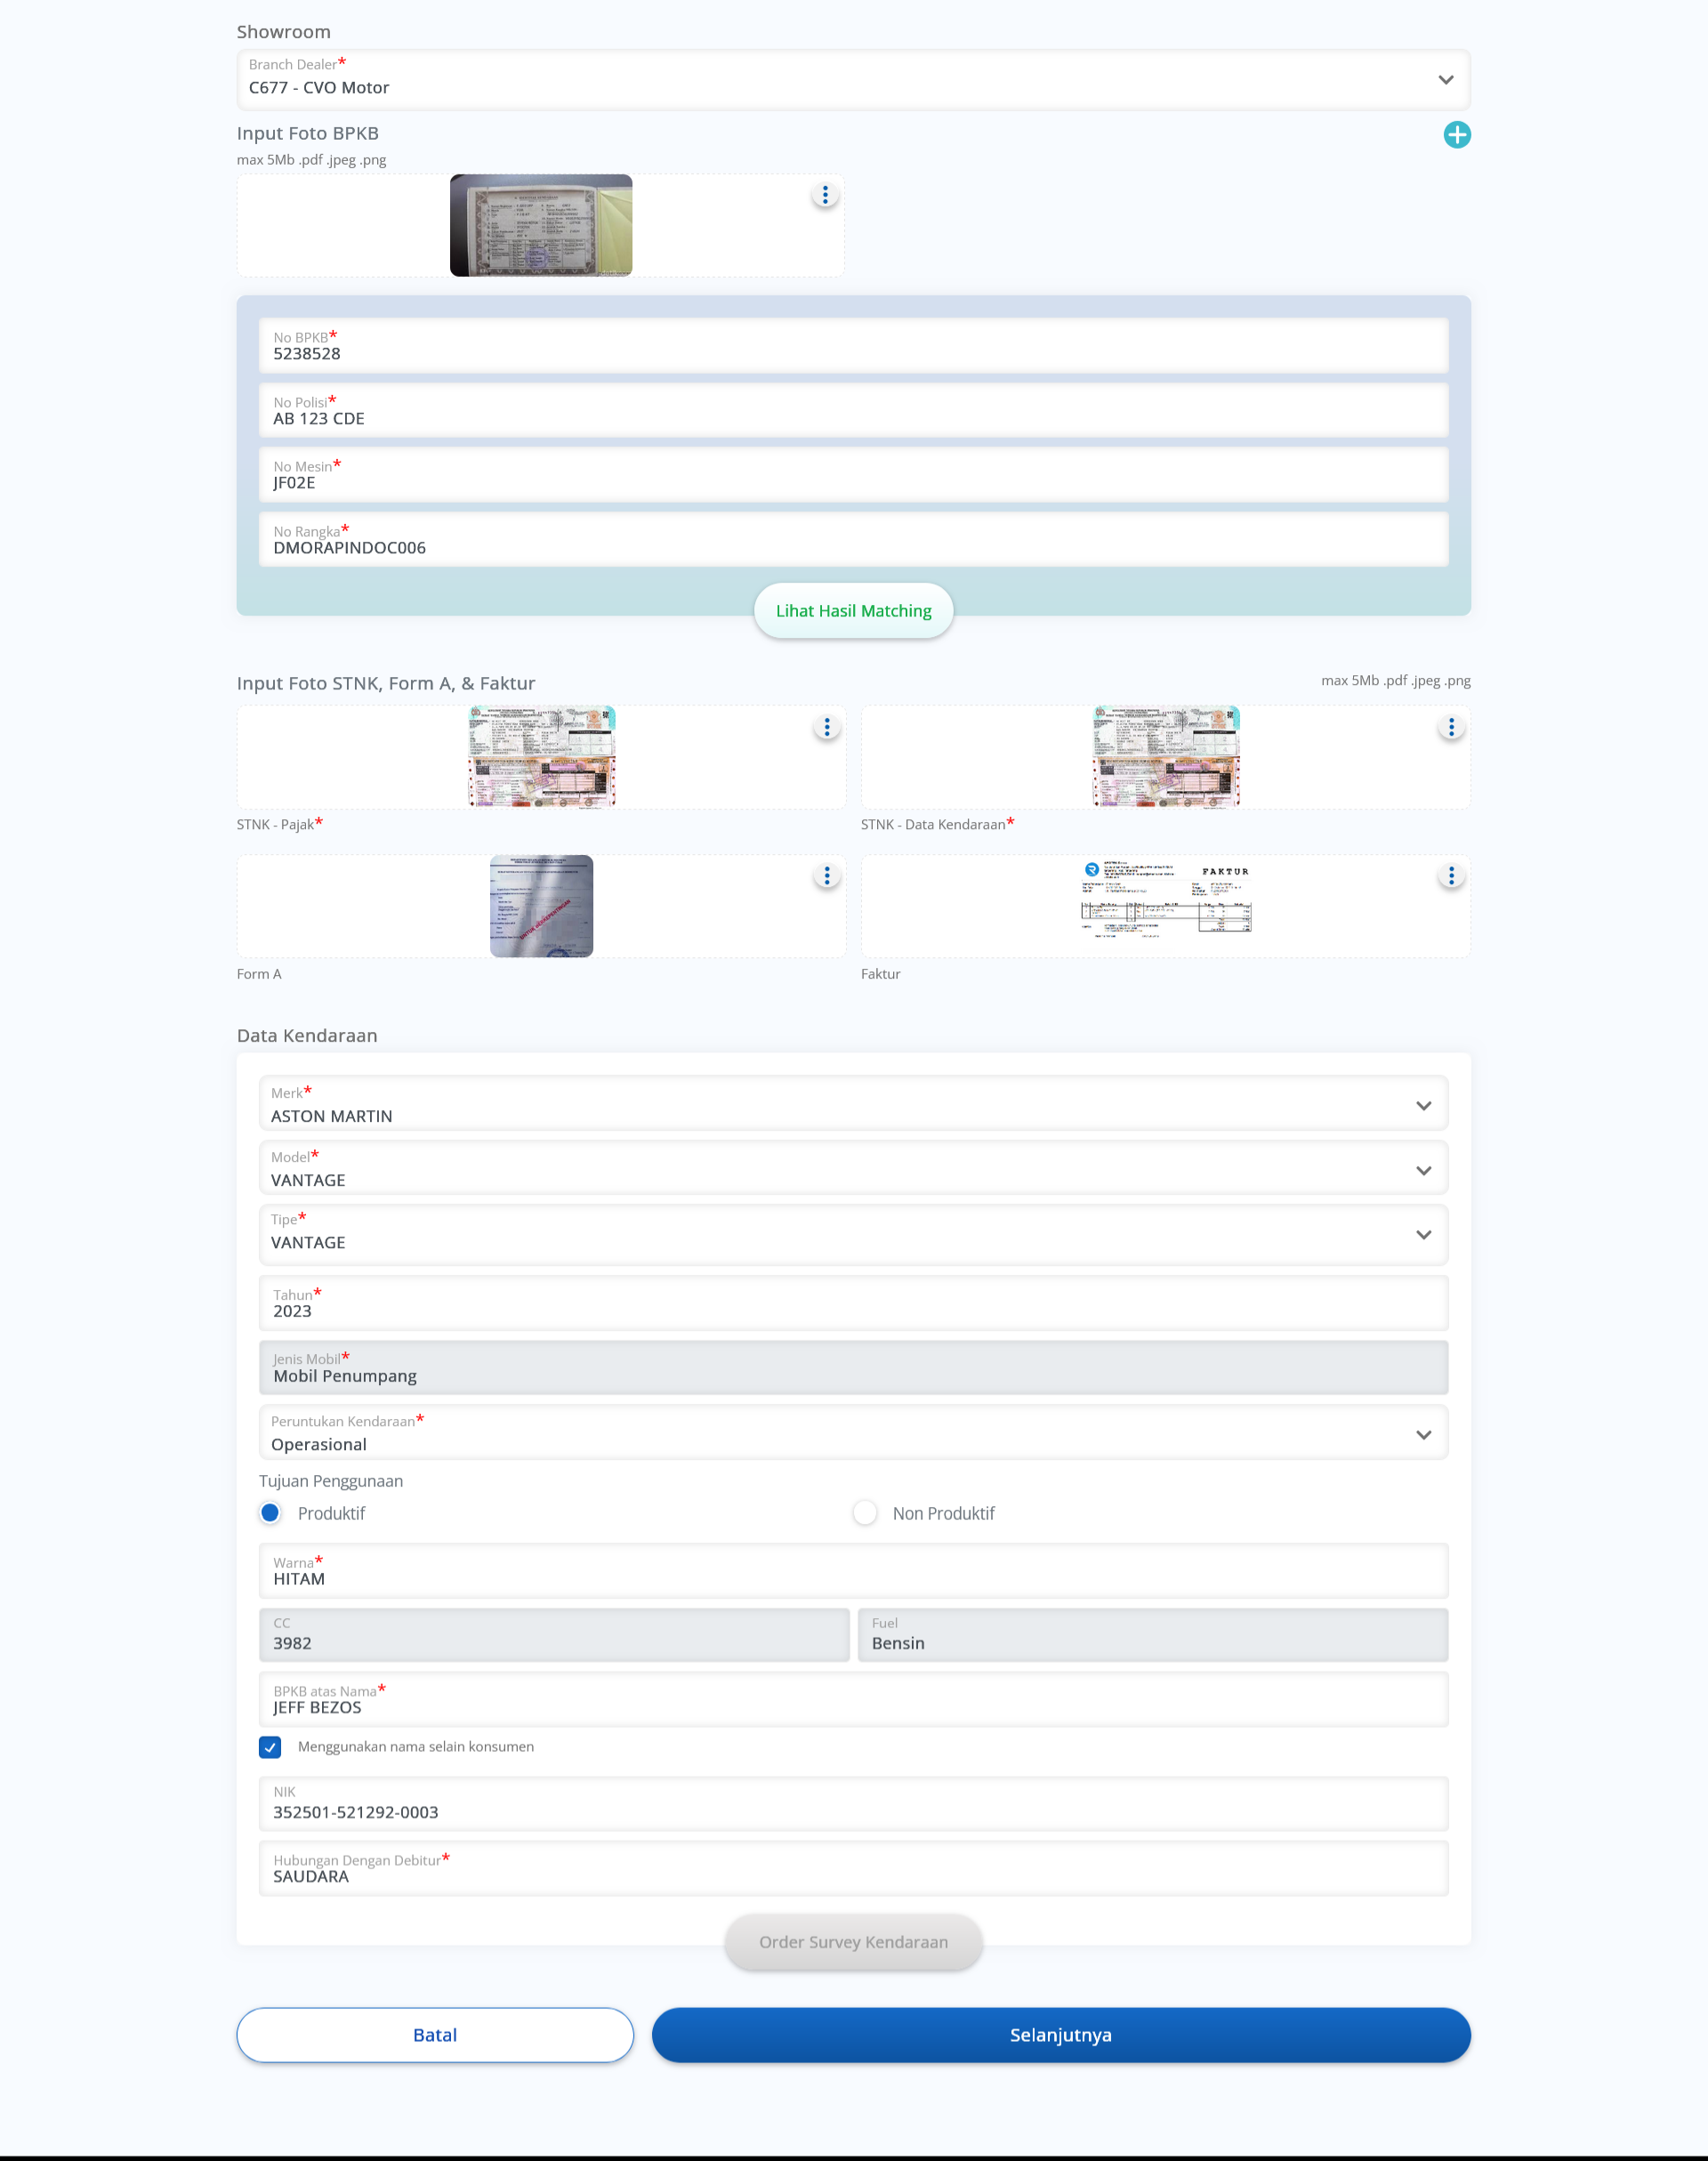 Showroom
Branch Dealer*
C677 - CVO Motor
Input Foto BPKB
max 5Mb .pdf .jpeg .png
No BPKB*
5238528
No Polisi*
AB 123 CDE
No Mesin*
JF02E
No Rangka*
DMORAPINDOC006
Lihat Hasil Matching
Input Foto STNK, Form A, & Faktur
max 5Mb .pdf .jpeg .png
STNK - Pajak*
STNK - Data Kendaraan*
FAKTUR
Form A
Faktur
Data Kendaraan
Merk*
ASTON MARTIN
Model*
VANTAGE
Tipe*
VANTAGE
Tahun*
2023
Jenis Mobil*
Mobil Penumpang
Peruntukan Kendaraan*
Operasional
Tujuan Penggunaan
Produktif
Non Produktif
Warna*
HITAM
CC
3982
Fuel
Bensin
BPKB atas Nama*
JEFF BEZOS
Menggunakan nama selain konsumen
NIK
352501-521292-0003
Hubungan Dengan Debitur*
SAUDARA
Order Survey Kendaraan
Batal
Selanjutnya